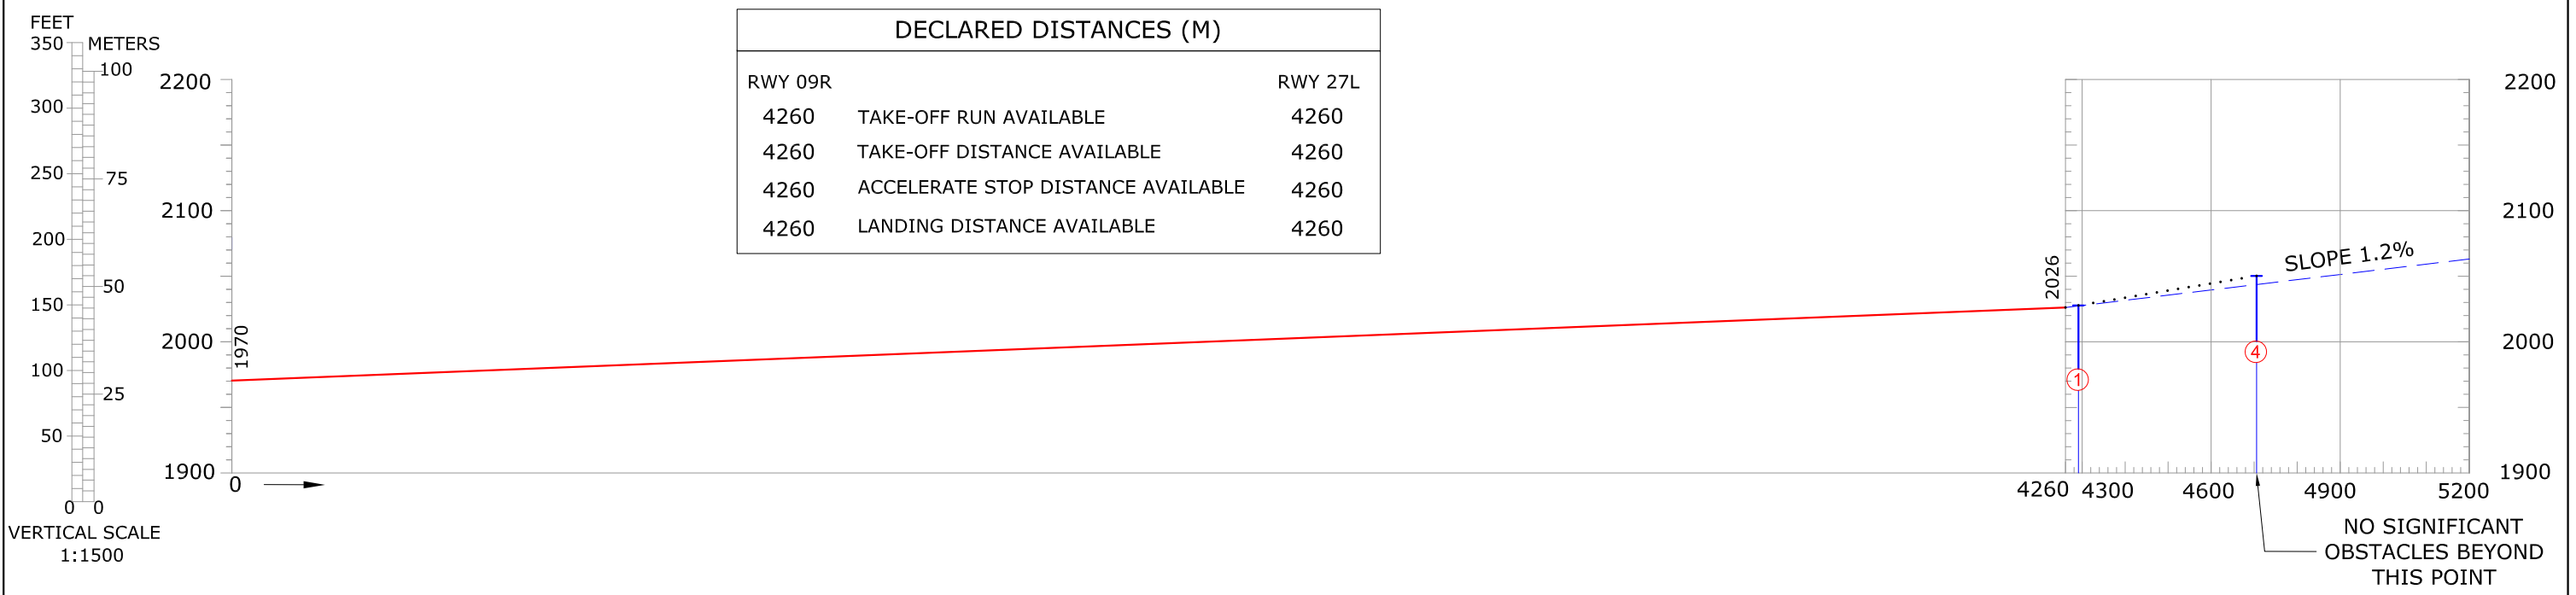 FEET
350
METERS
100
300
250
75
200
150
50
100
25
50
0 0
VERTICAL SCALE
1:1500
2200
2100
2000
1900
1970
0
DECLARED DISTANCES (M)
RWY 09R RWY 27L
4260 TAKE-OFF RUN AVAILABLE 4260
4260 TAKE-OFF DISTANCE AVAILABLE 4260
4260 ACCELERATE STOP DISTANCE AVAILABLE 4260
4260 LANDING DISTANCE AVAILABLE 4260
2026
SLOPE 1.2%
1
4
2200
2100
2000
1900
4260 4300 4600 4900 5200
NO SIGNIFICANT
OBSTACLES BEYOND
THIS POINT